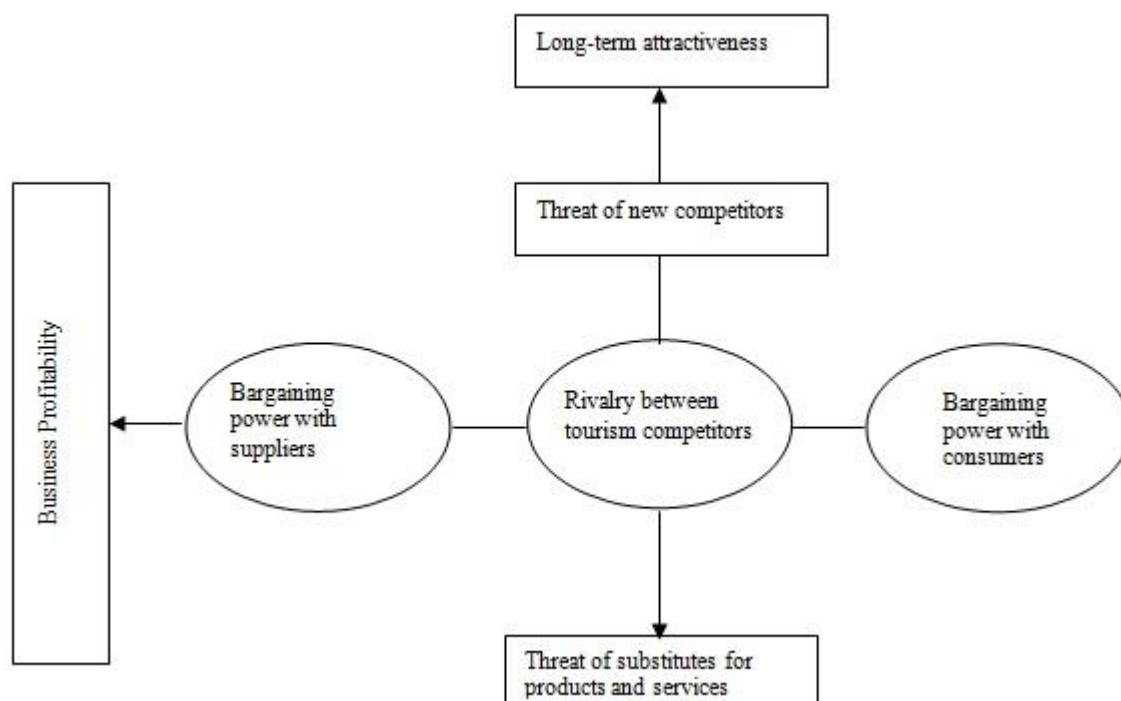 Long-term attractiveness
Threat of new competitors
Business Profitability
Bargaining
power with
suppliers
Rivalry between
tourism competitors
Bargaining
power with
consumers
Threat of substitutes for
products and services